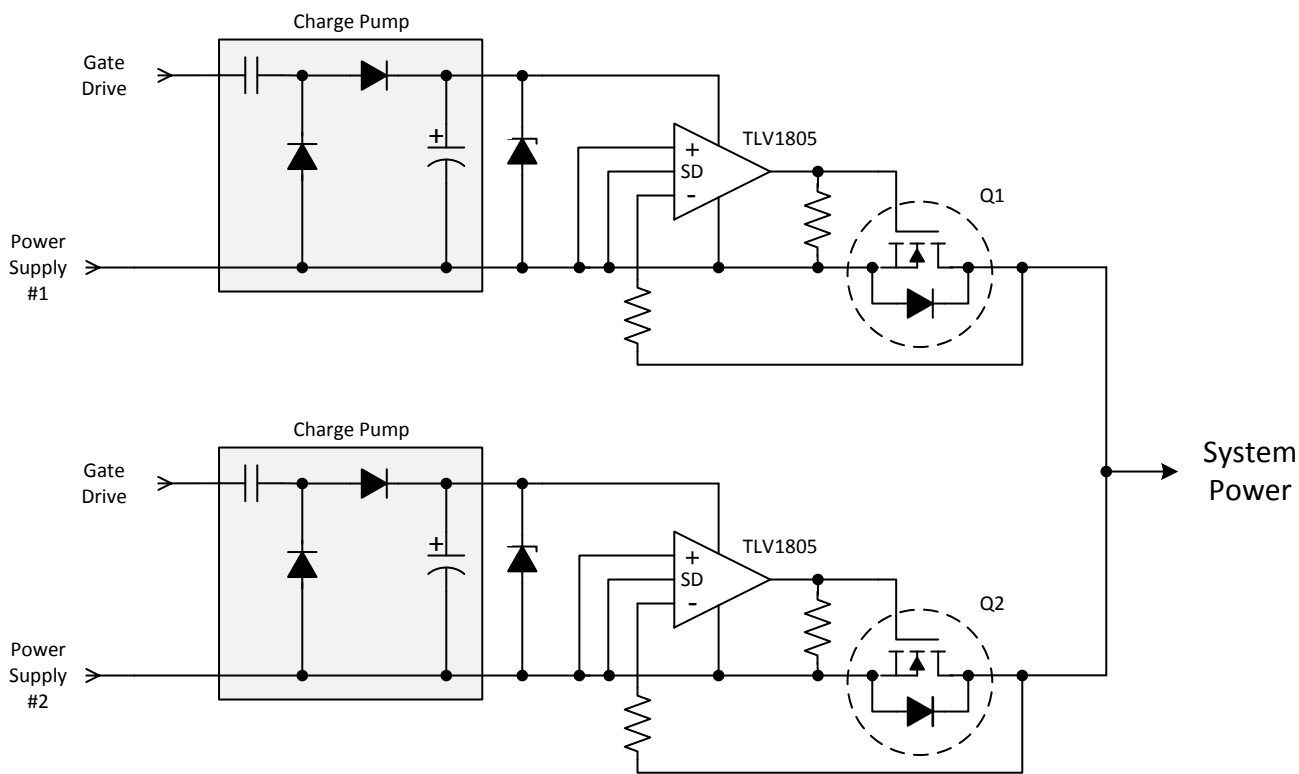 Charge Pump
Gate
Drive
+
TLV1805
+
SD
-
Q1
Power
Supply
#1
Charge Pump
System
Power
Gate
Drive
+
TLV1805
+
SD
-
Q2
Power
Supply
#2